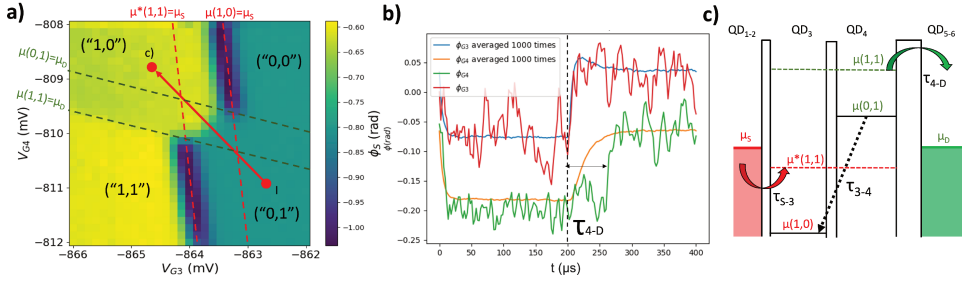 a)
μ*(1,1)=μS
μ(1,0)=μS
−808
−809
−810
−811
−812
VG4 (mV)
("1,0")
c)
("0,0")
μ(0,1)=μD
μ(1,1)=μD
("1,1")
I
("0,1")
−866
−865
−864
−863
−862
VG3 (mV)
−0.60
−0.65
−0.70
−0.75
−0.80
−0.85
−0.90
−0.95
−1.00
ϕS (rad)
b)
ϕ(rad)
0.05
0.00
−0.05
−0.10
−0.15
−0.20
−0.25
ϕG3 averaged 1000 times
ϕG4 averaged 1000 times
ϕG4
ϕG3
τ4-D
0
50
100
150
200
250
300
350
400
t (μs)
c)
QD1-2
QD3
QD4
QD5-6
μ(1,1)
τ4-D
μ(0,1)
μS
μD
μ*(1,1)
τS-3
τ3-4
μ(1,0)